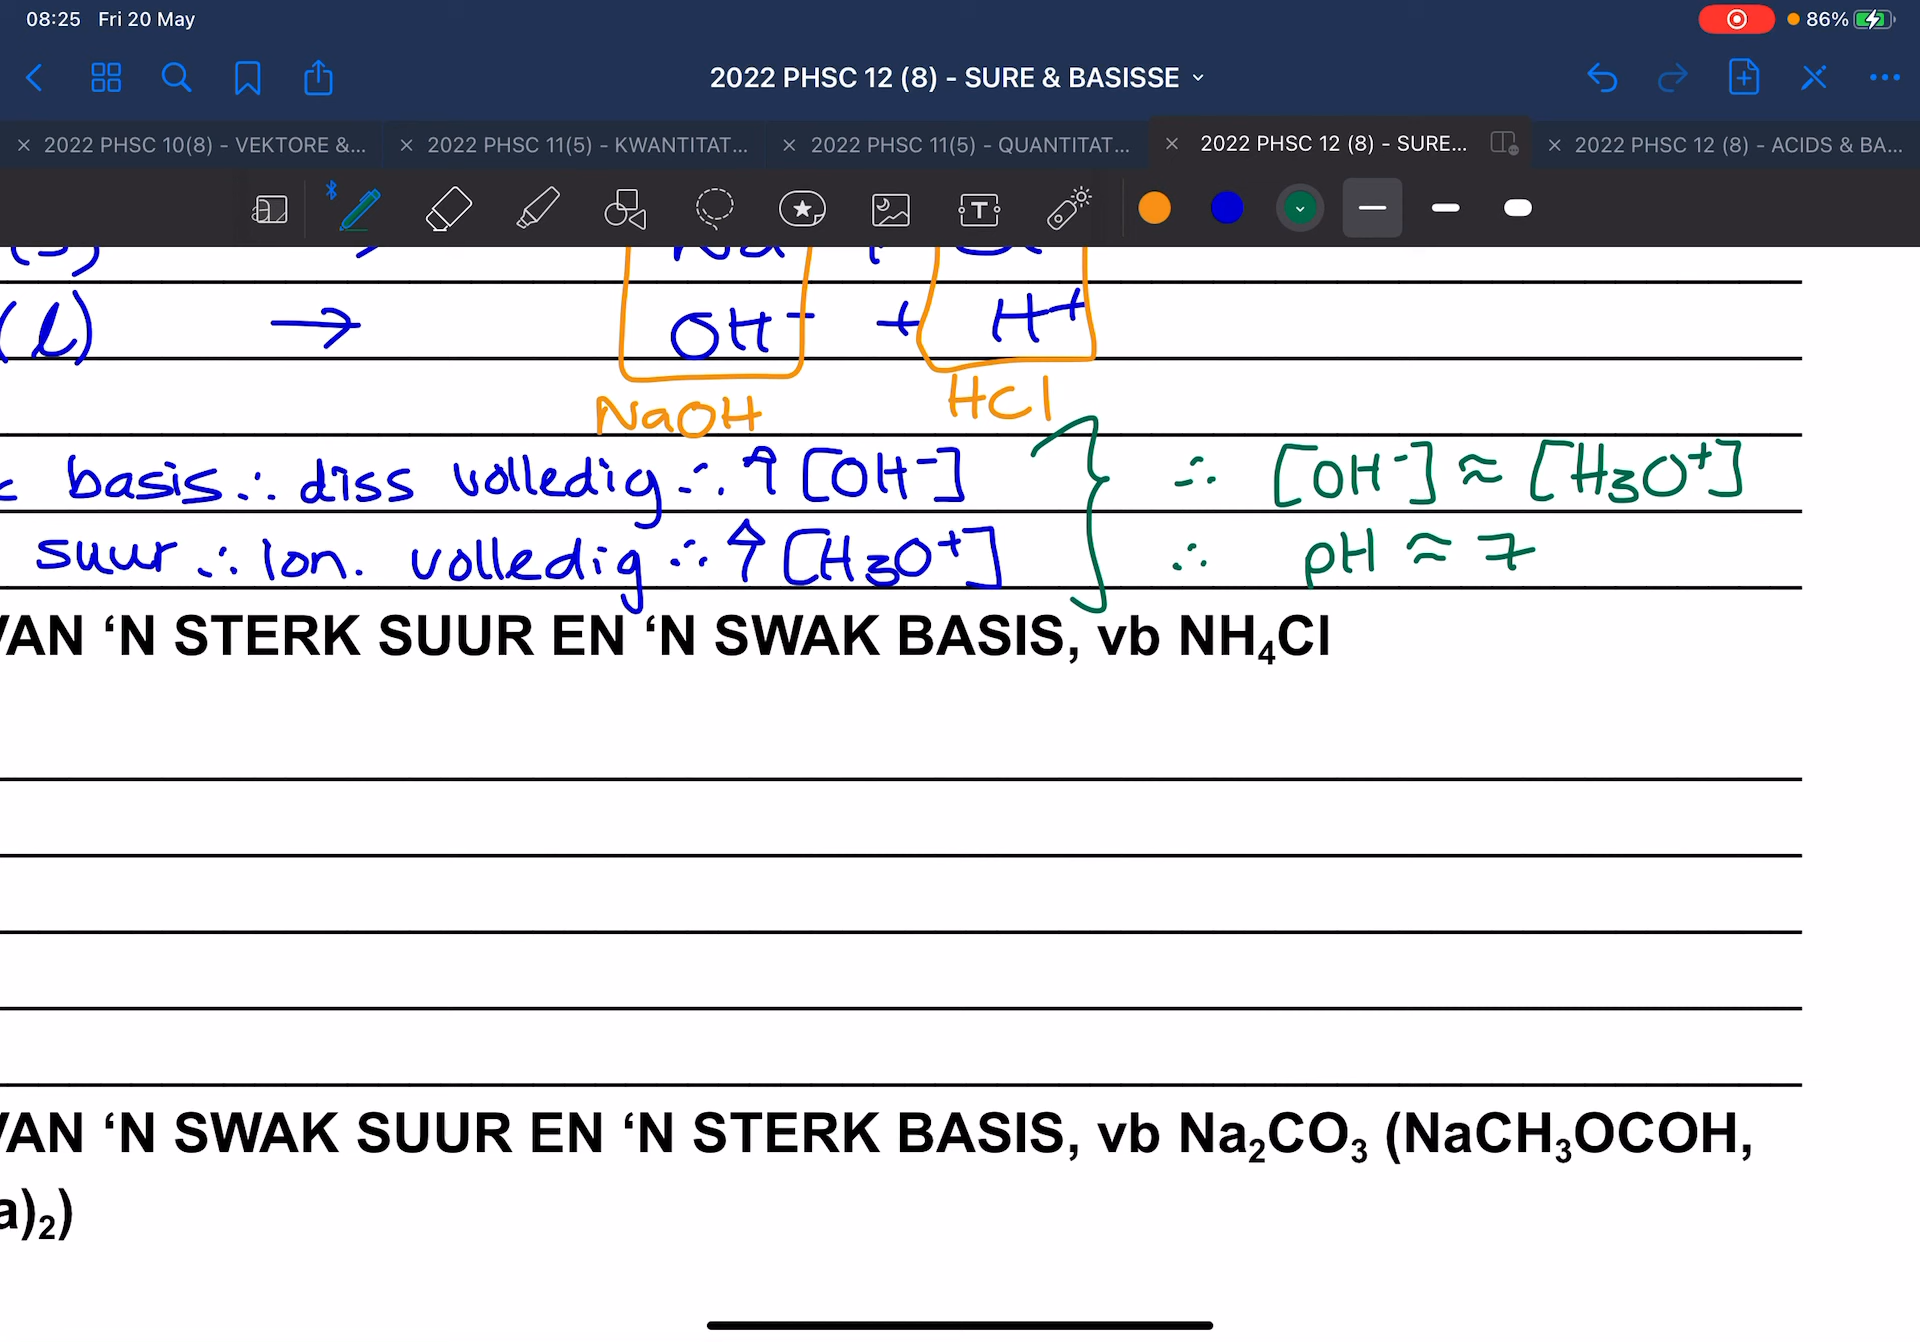 08:25 Fri 20 May
86%
2022 PHSC 12 (8) - SURE & BASISSE
2022 PHSC 10(8) - VEKTORE &... 2022 PHSC 11(5) - KWANTITAT... 2022 PHSC 11(5) - QUANTITAT... 2022 PHSC 12 (8) - SURE... 2022 PHSC 12 (8) - ACIDS & BA...
(l) → OH⁻ + H⁺
NaOH HCl
basis ∴ diss volledig ∴ ↑ [OH⁻] ∴ [OH⁻] ≈ [H₃O⁺]
suur ∴ Ion. volledig ∴ ↑ [H₃O⁺] ∴ pH ≈ 7
VAN ‘N STERK SUUR EN ‘N SWAK BASIS, vb NH₄Cl
VAN ‘N SWAK SUUR EN ‘N STERK BASIS, vb Na₂CO₃ (NaCH₃OCOH,
a)₂)